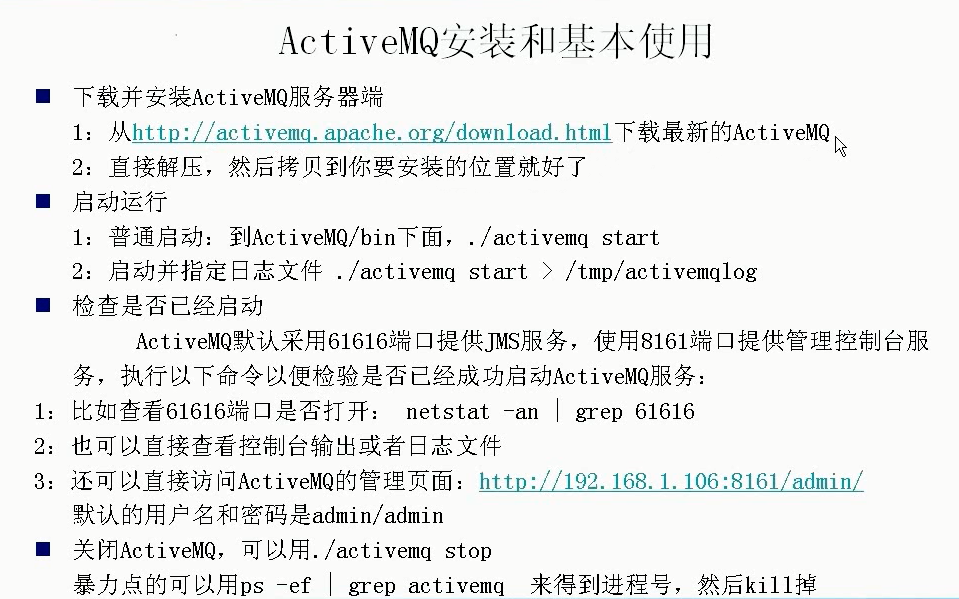 ActiveMQ安装和基本使用
■ 下载并安装ActiveMQ服务器端
1：从http://activemq.apache.org/download.html下载最新的ActiveMQ
2：直接解压，然后拷贝到你要安装的位置就好了
■ 启动运行
1：普通启动：到ActiveMQ/bin下面，./activemq start
2：启动并指定日志文件 ./activemq start > /tmp/activemqlog
■ 检查是否已经启动
ActiveMQ默认采用61616端口提供JMS服务，使用8161端口提供管理控制台服
务，执行以下命令以便检验是否已经成功启动ActiveMQ服务：
1：比如查看61616端口是否打开： netstat -an | grep 61616
2：也可以直接查看控制台输出或者日志文件
3：还可以直接访问ActiveMQ的管理页面：http://192.168.1.106:8161/admin/
默认的用户名和密码是admin/admin
■ 关闭ActiveMQ，可以用./activemq stop
暴力点的可以用ps -ef | grep activemq 来得到进程号，然后kill掉